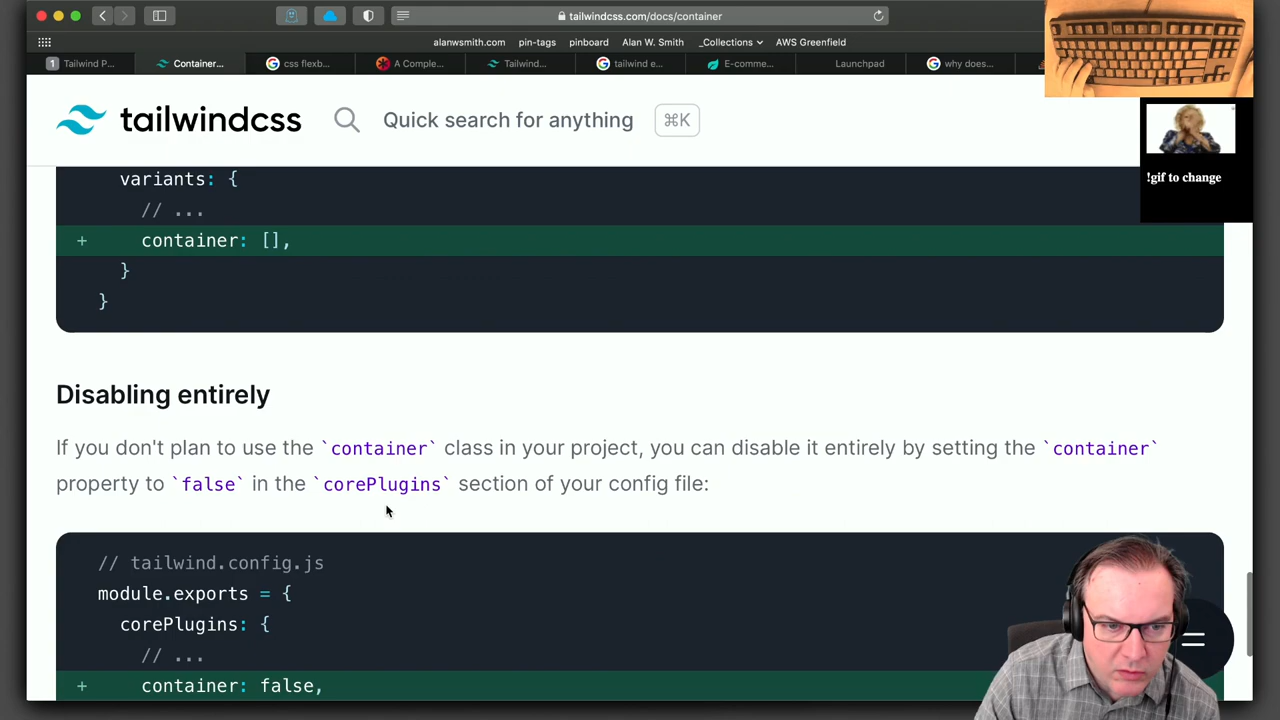 tailwindcss.com/docs/container
alanwsmith.com pin-tags pinboard Alan W. Smith _Collections AWS Greenfield
1 Tailwind P... Container... css flexb... A Comple... Tailwind... tailwind e... E-comme... Launchpad why does...
tailwindcss Quick search for anything ⌘K
!gif to change
variants: {
// ...
+ container: [],
}
}
Disabling entirely
If you don't plan to use the `container` class in your project, you can disable it entirely by setting the `container`
property to `false` in the `corePlugins` section of your config file:
// tailwind.config.js
module.exports = {
corePlugins: {
// ...
+ container: false,